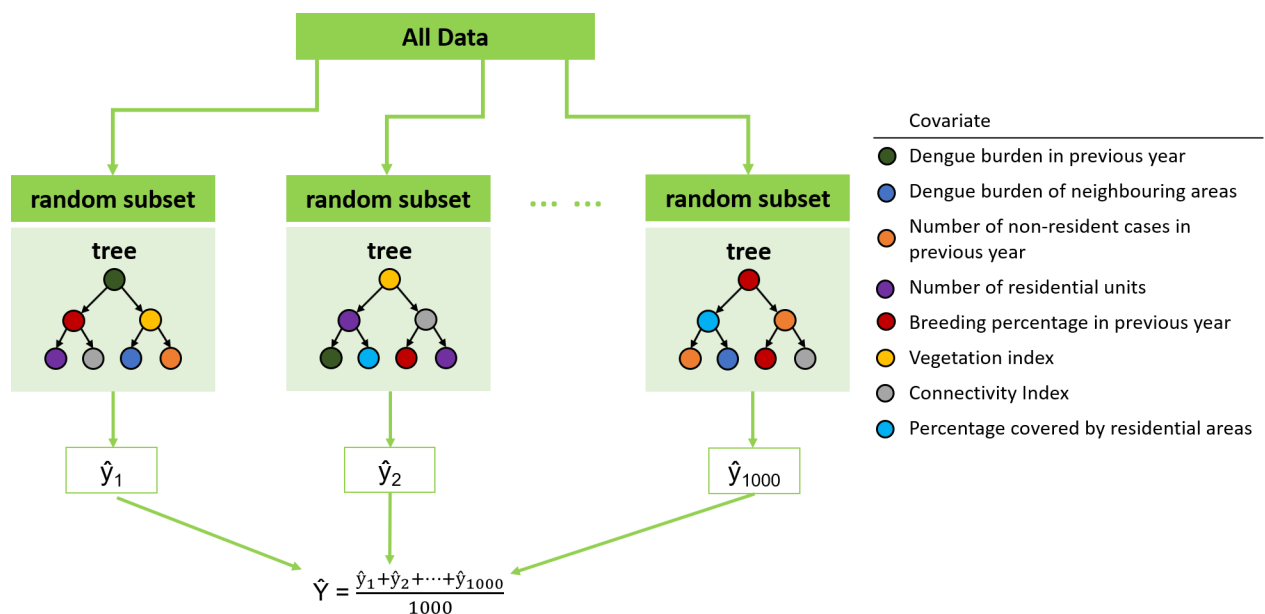 All Data
random subset
random subset
... ...
random subset
tree
tree
tree
ŷ1
ŷ2
ŷ1000
Ŷ = (ŷ1+ŷ2+⋯+ŷ1000)/1000
Covariate
Dengue burden in previous year
Dengue burden of neighbouring areas
Number of non-resident cases in
previous year
Number of residential units
Breeding percentage in previous year
Vegetation index
Connectivity Index
Percentage covered by residential areas